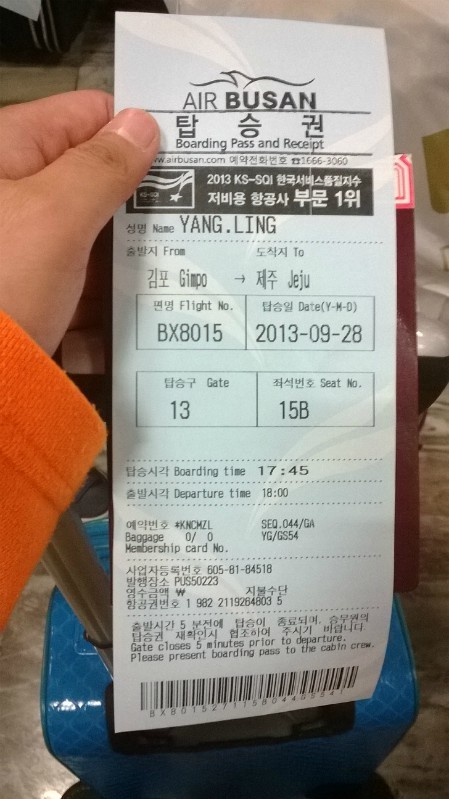 AIR BUSAN
탑 승 권
Boarding Pass and Receipt
www.airbusan.com 예약전화번호 ☎1666-3060
2013 KS-SQI 한국서비스품질지수
저비용 항공사 부문 1위
성명 Name YANG.LING
출발지 From 도착지 To
김포 Gimpo → 제주 Jeju
편명 Flight No. 탑승일 Date(Y-M-D)
BX8015 2013-09-28
탑승구 Gate 좌석번호 Seat No.
13 15B
탑승시각 Boarding time 17:45
출발시각 Departure time 18:00
예약번호 *KNCMZL SEQ.044/GA
Baggage 0/ 0 YG/GS54
Membership card No.
사업자등록번호 605-81-84518
발행장소 PUS50223
영수금액 ₩ 지불수단
항공권번호 1 982 2119264803 5
출발시각 5 분전에 탑승이 종료되며, 승무원의
탑승권 재확인시 협조하여 주시기 바랍니다.
Gate closes 5 minutes prior to departure.
Please present boarding pass to the cabin crew.